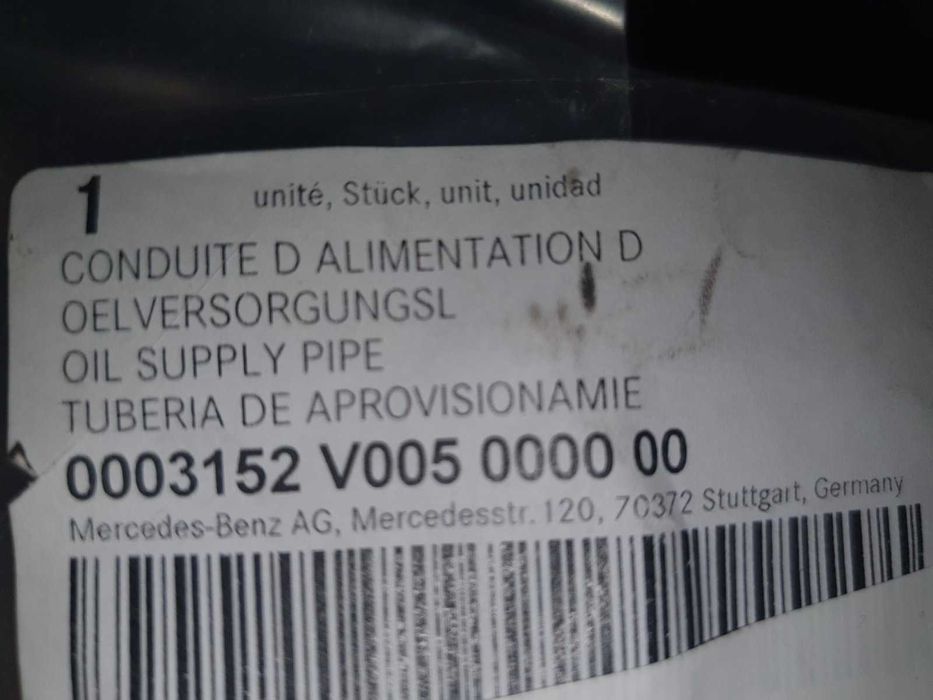 1 unité, Stück, unit, unidad
CONDUITE D ALIMENTATION D
OELVERSORGUNGSL
OIL SUPPLY PIPE
TUBERIA DE APROVISIONAMIE
0003152 V005 0000 00
Mercedes-Benz AG, Mercedesstr. 120, 70372 Stuttgart, Germany